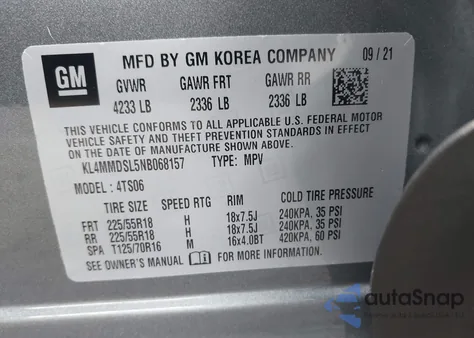 GM
MFD BY GM KOREA COMPANY 09/21
GVWR GAWR FRT GAWR RR
4233 LB 2336 LB 2336 LB
THIS VEHICLE CONFORMS TO ALL APPLICABLE U.S. FEDERAL MOTOR
VEHICLE SAFETY AND THEFT PREVENTION STANDARDS IN EFFECT ON THE
DATE OF MANUFACTURE SHOWN ABOVE.
KL4MMDSL5NB068157 TYPE: MPV
MODEL: 4TS06
TIRE SIZE SPEED RTG RIM COLD TIRE PRESSURE
FRT 225/55R18 H 18x7.5J 240KPA, 35 PSI
RR 225/55R18 H 18x7.5J 240KPA, 35 PSI
SPA T125/70R16 M 16x4.0BT 420KPA, 60 PSI
SEE OWNER'S MANUAL i FOR MORE INFORMATION.
autaSnap